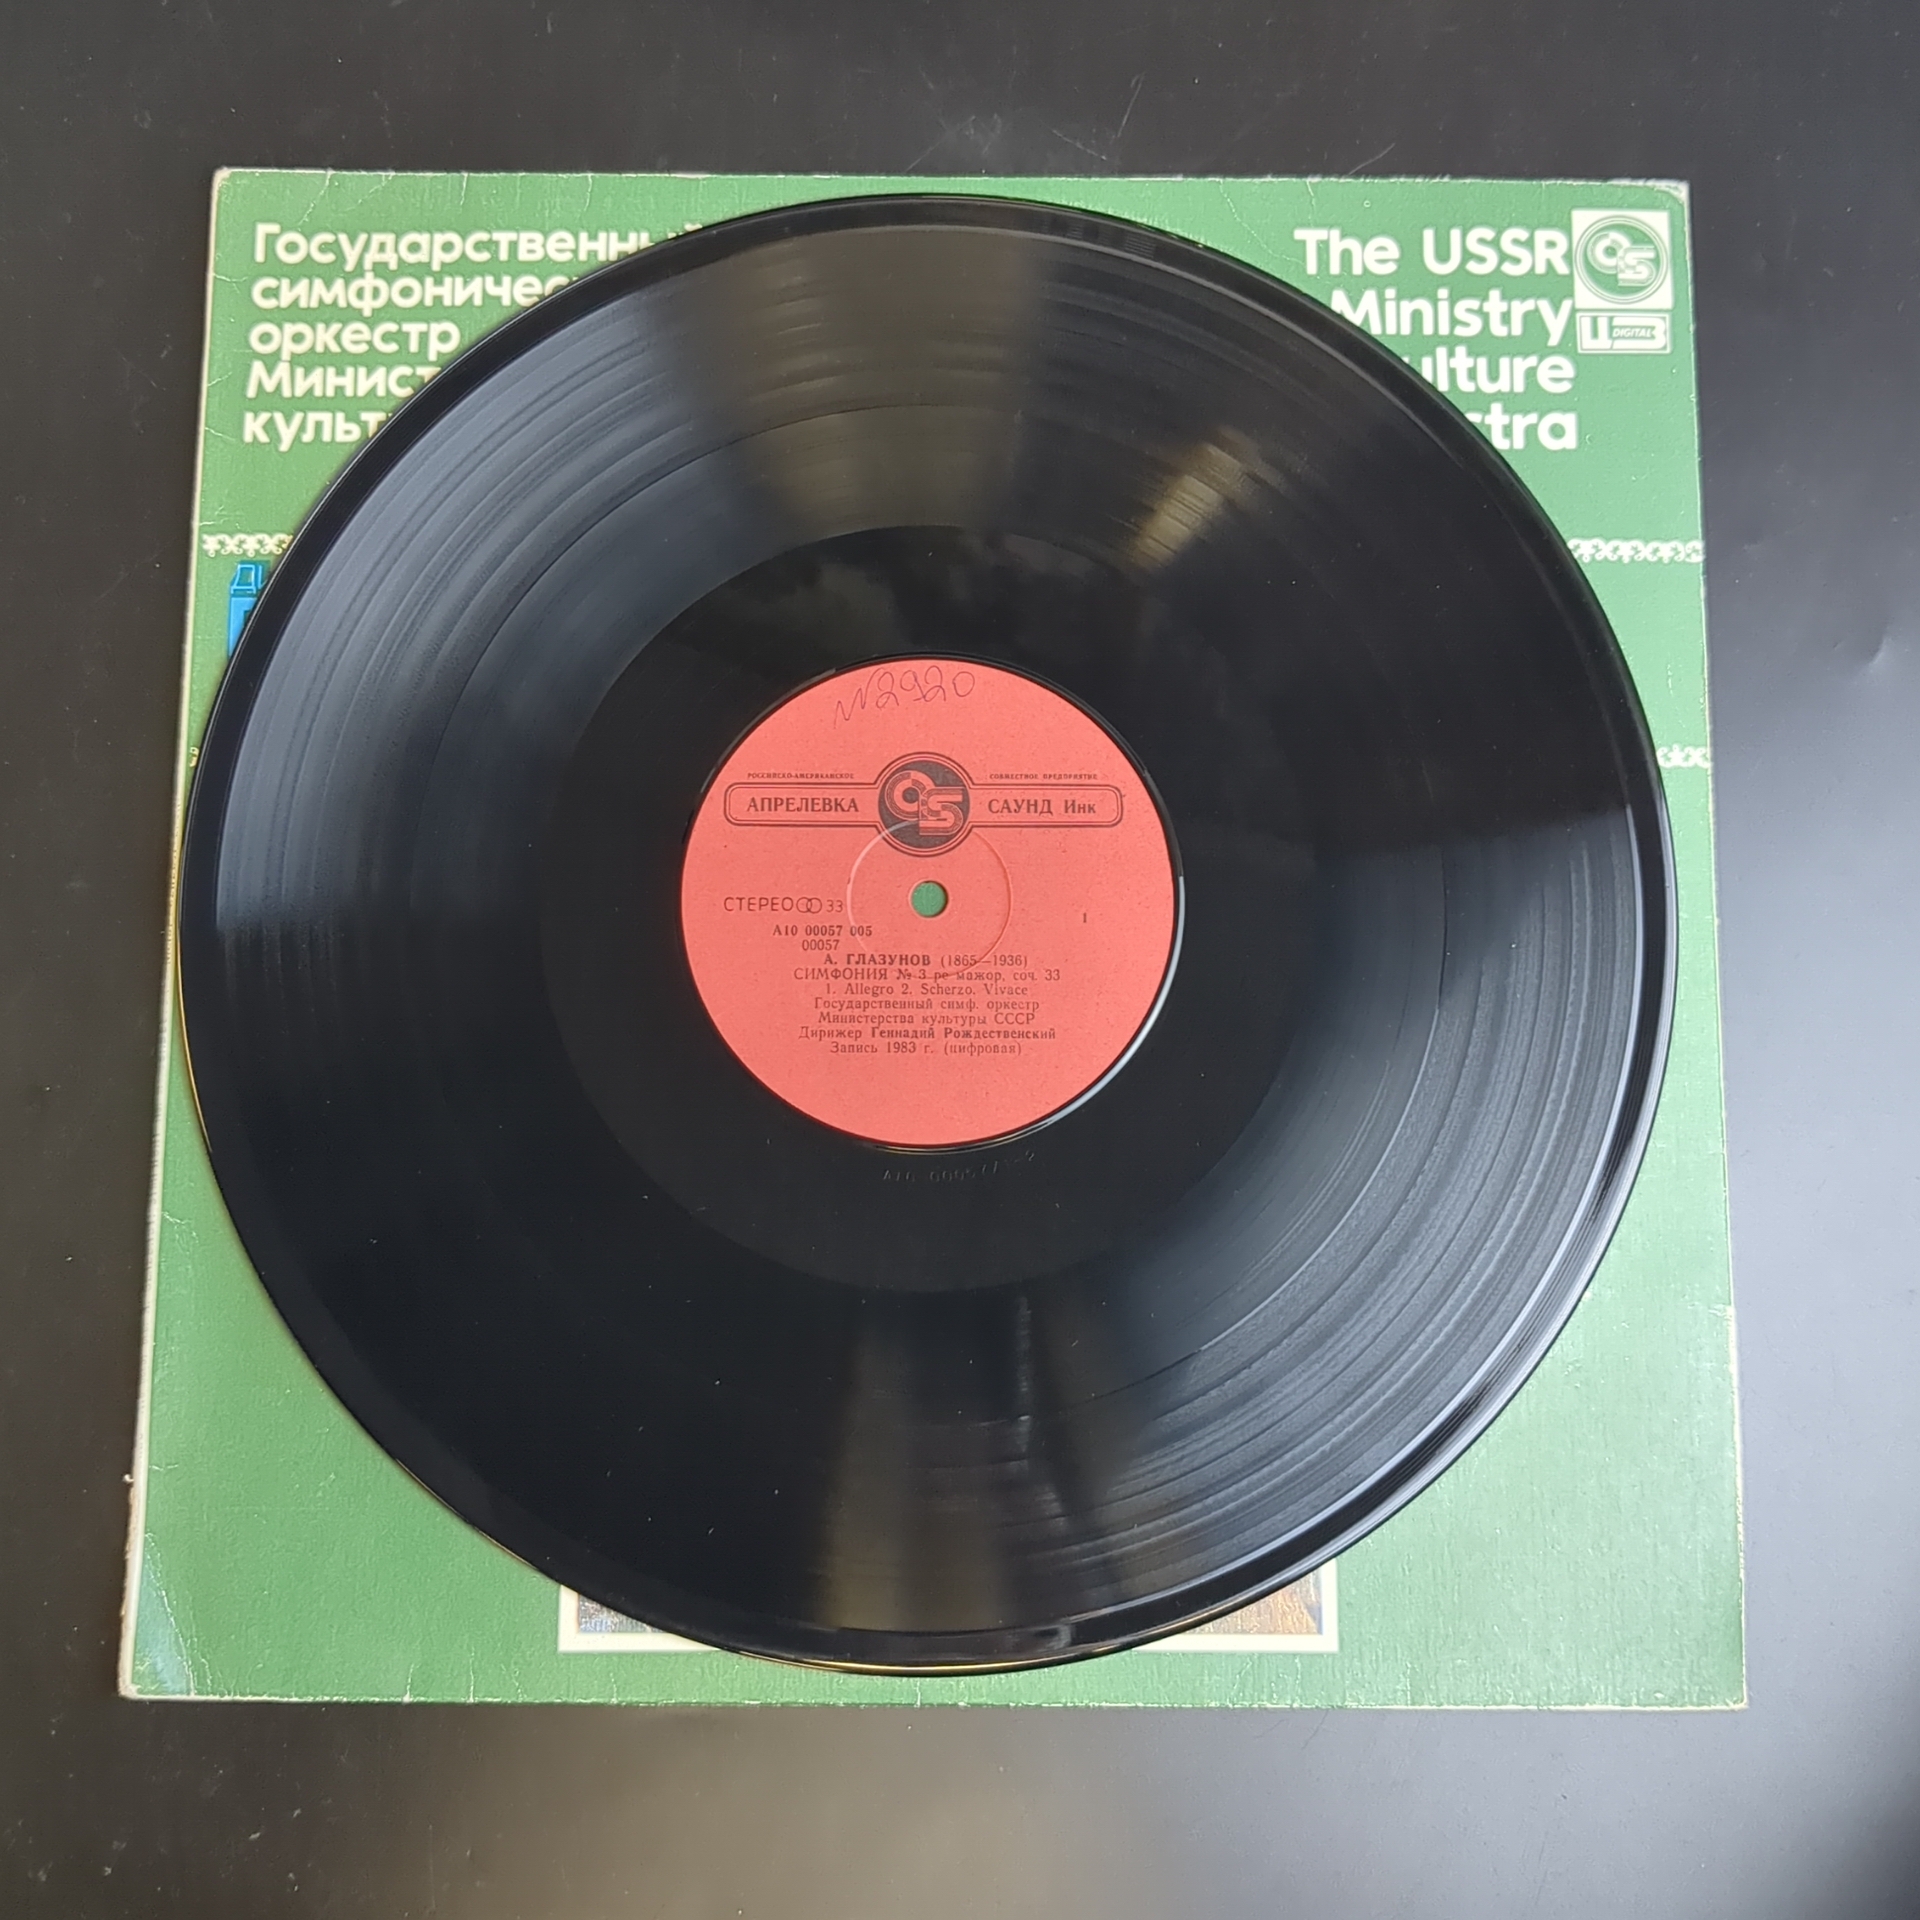 Государственный
симфоничес
оркестр
Минист
культ
The USSR
Ministry
ulture
stra
DIGITAL
№2920
РОССИЙСКО-АМЕРИКАНСКОЕ СОВМЕСТНОЕ ПРЕДПРИЯТИЕ
АПРЕЛЕВКА САУНД Инк
СТЕРЕО 33
1
А10 00057 005
00057
А. ГЛАЗУНОВ (1865—1936)
СИМФОНИЯ № 3 ре мажор, соч. 33
1. Allegro 2. Scherzo. Vivace
Государственный симф. оркестр
Министерства культуры СССР
Дирижер Геннадий Рождественский
Запись 1983 г. (цифровая)